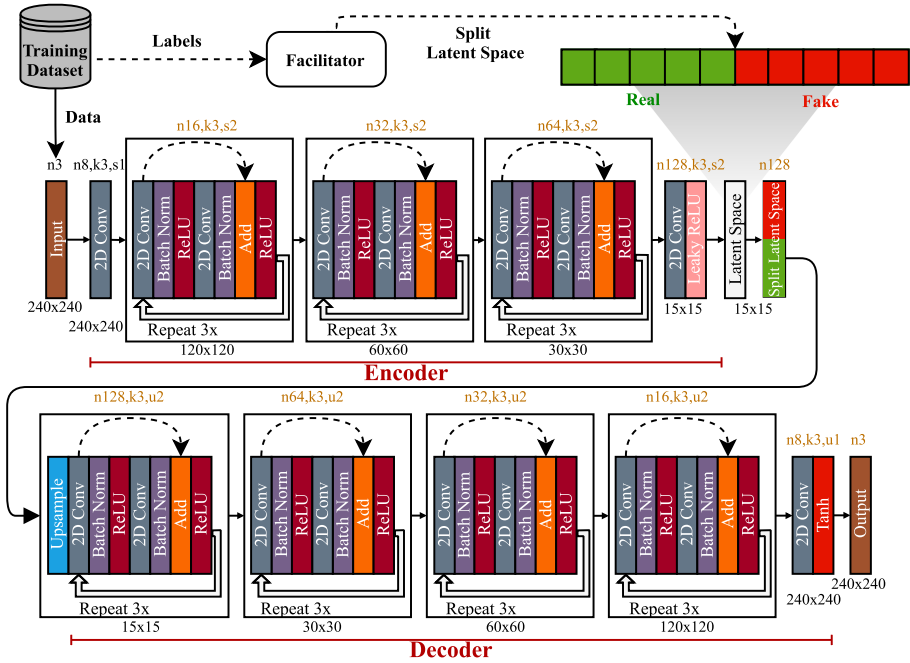 Training
Dataset
Labels
Facilitator
Split
Latent Space
Real
Fake
Data
n3
n8,k3,s1
n16,k3,s2
n32,k3,s2
n64,k3,s2
n128,k3,s2
n128
Input
2D Conv
2D Conv
Batch Norm
ReLU
2D Conv
Batch Norm
Add
ReLU
2D Conv
Batch Norm
ReLU
2D Conv
Batch Norm
Add
ReLU
2D Conv
Batch Norm
ReLU
2D Conv
Batch Norm
Add
ReLU
2D Conv
Leaky ReLU
Latent Space
Split Latent Space
240x240
240x240
Repeat 3x
Repeat 3x
Repeat 3x
120x120
60x60
30x30
15x15
15x15
Encoder
n128,k3,u2
n64,k3,u2
n32,k3,u2
n16,k3,u2
n8,k3,u1
n3
Upsample
2D Conv
Batch Norm
ReLU
2D Conv
Batch Norm
Add
ReLU
2D Conv
Batch Norm
ReLU
2D Conv
Batch Norm
Add
ReLU
2D Conv
Batch Norm
ReLU
2D Conv
Batch Norm
Add
ReLU
2D Conv
Batch Norm
ReLU
2D Conv
Batch Norm
Add
ReLU
2D Conv
Tanh
Output
Repeat 3x
Repeat 3x
Repeat 3x
Repeat 3x
15x15
30x30
60x60
120x120
240x240
240x240
Decoder